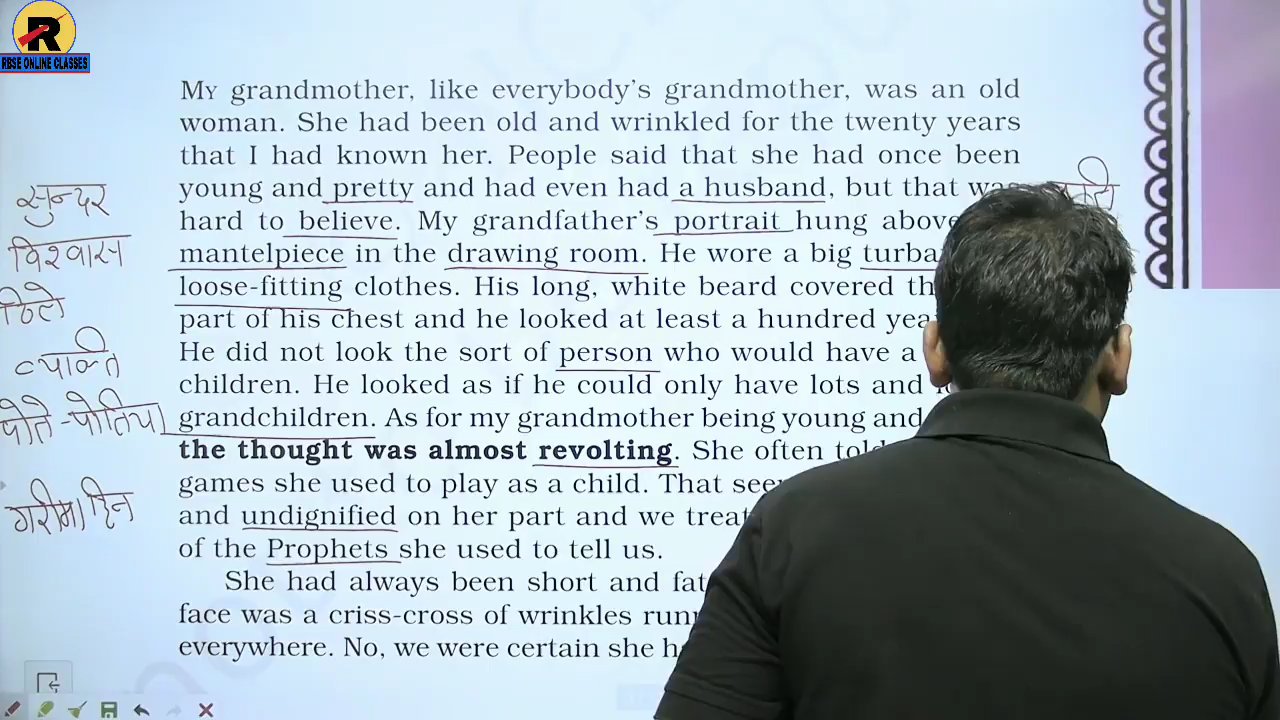 R
RBSE ONLINE CLASSES
MY grandmother, like everybody's grandmother, was an old
woman. She had been old and wrinkled for the twenty years
that I had known her. People said that she had once been
young and pretty and had even had a husband, but that was
hard to believe. My grandfather's portrait hung above
mantelpiece in the drawing room. He wore a big turba
loose-fitting clothes. His long, white beard covered th
part of his chest and he looked at least a hundred yea
He did not look the sort of person who would have a
children. He looked as if he could only have lots and
grandchildren. As for my grandmother being young and
the thought was almost revolting. She often told
games she used to play as a child. That see
and undignified on her part and we treat
of the Prophets she used to tell us.
She had always been short and fat
face was a criss-cross of wrinkles run
everywhere. No, we were certain she h
सुन्दर
विश्वास
ठिले
व्यक्ति
पोते-पोतिया
गरीमाहिन